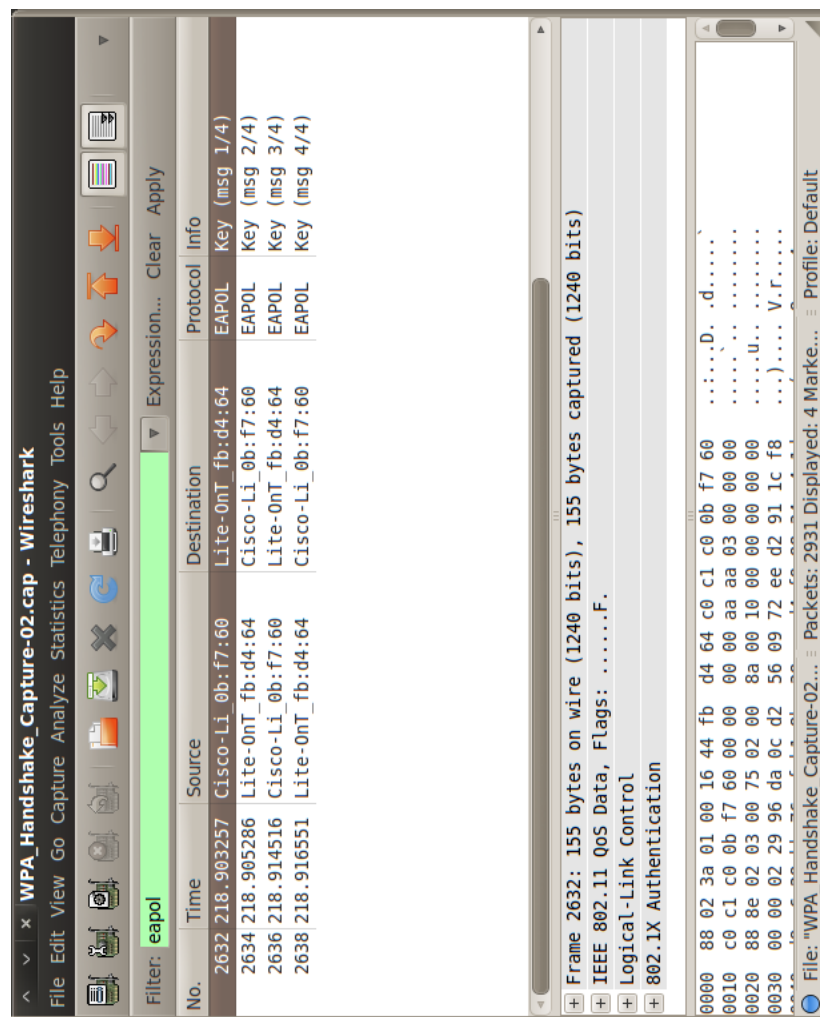 WPA_Handshake_Capture-02.cap - Wireshark
File Edit View Go Capture Analyze Statistics Telephony Tools Help
Filter: eapol Expression... Clear Apply
No. Time Source Destination Protocol Info
2632 218.903257 Cisco-Li_0b:f7:60 Lite-OnT_fb:d4:64 EAPOL Key (msg 1/4)
2634 218.905286 Lite-OnT_fb:d4:64 Cisco-Li_0b:f7:60 EAPOL Key (msg 2/4)
2636 218.914516 Cisco-Li_0b:f7:60 Lite-OnT_fb:d4:64 EAPOL Key (msg 3/4)
2638 218.916551 Lite-OnT_fb:d4:64 Cisco-Li_0b:f7:60 EAPOL Key (msg 4/4)
Frame 2632: 155 bytes on wire (1240 bits), 155 bytes captured (1240 bits)
IEEE 802.11 QoS Data, Flags: ......F.
Logical-Link Control
802.1X Authentication
0000 88 02 3a 01 00 16 44 fb d4 64 c0 c1 c0 0b f7 60 ..:...D. .d.....`
0010 c0 c1 c0 0b f7 60 00 00 00 00 aa aa 03 00 00 00 .....`.. ........
0020 88 8e 02 03 00 75 02 00 8a 00 10 00 00 00 00 00 .....u.. ........
0030 00 00 02 29 96 da 0c d2 56 09 72 ee d2 91 1c f8 ...).... V.r.....
File: "WPA_Handshake_Capture-02... Packets: 2931 Displayed: 4 Marke... Profile: Default